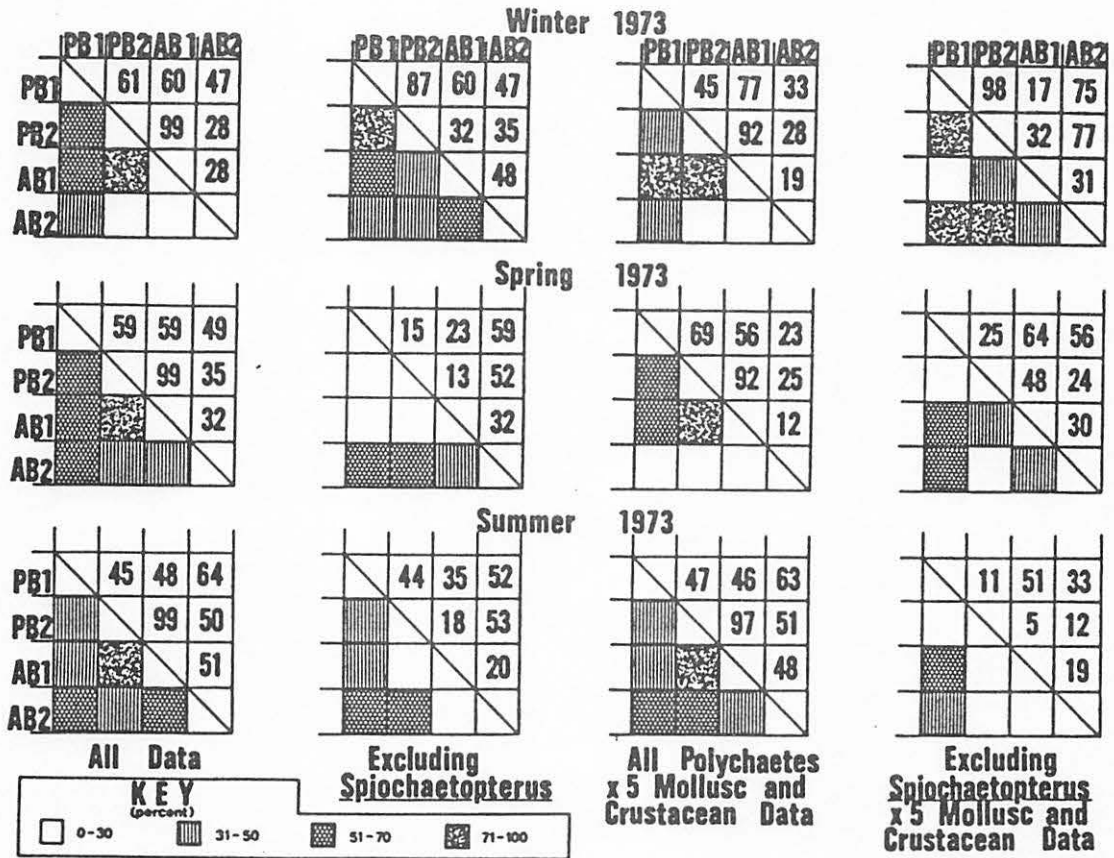 Winter 1973
PB1 PB2 AB1 AB2 PB1 PB2 AB1 AB2 PB1 PB2 AB1 AB2 PB1 PB2 AB1 AB2
PB1 61 60 47 87 60 47 45 77 33 98 17 75
PB2 99 28 32 35 92 28 32 77
AB1 28 48 19 31
AB2
Spring 1973
PB1 59 59 49 15 23 59 69 56 23 25 64 56
PB2 99 35 13 52 92 25 48 24
AB1 32 32 12 30
AB2
Summer 1973
PB1 45 48 64 44 35 52 47 46 63 11 51 33
PB2 99 50 18 53 97 51 5 12
AB1 51 20 48 19
AB2
All Data
Excluding
Spiochaetopterus
All Polychaetes
x 5 Mollusc and
Crustacean Data
Excluding
Spiochaetopterus
x 5 Mollusc and
Crustacean Data
KEY
(percent)
0-30 31-50 51-70 71-100